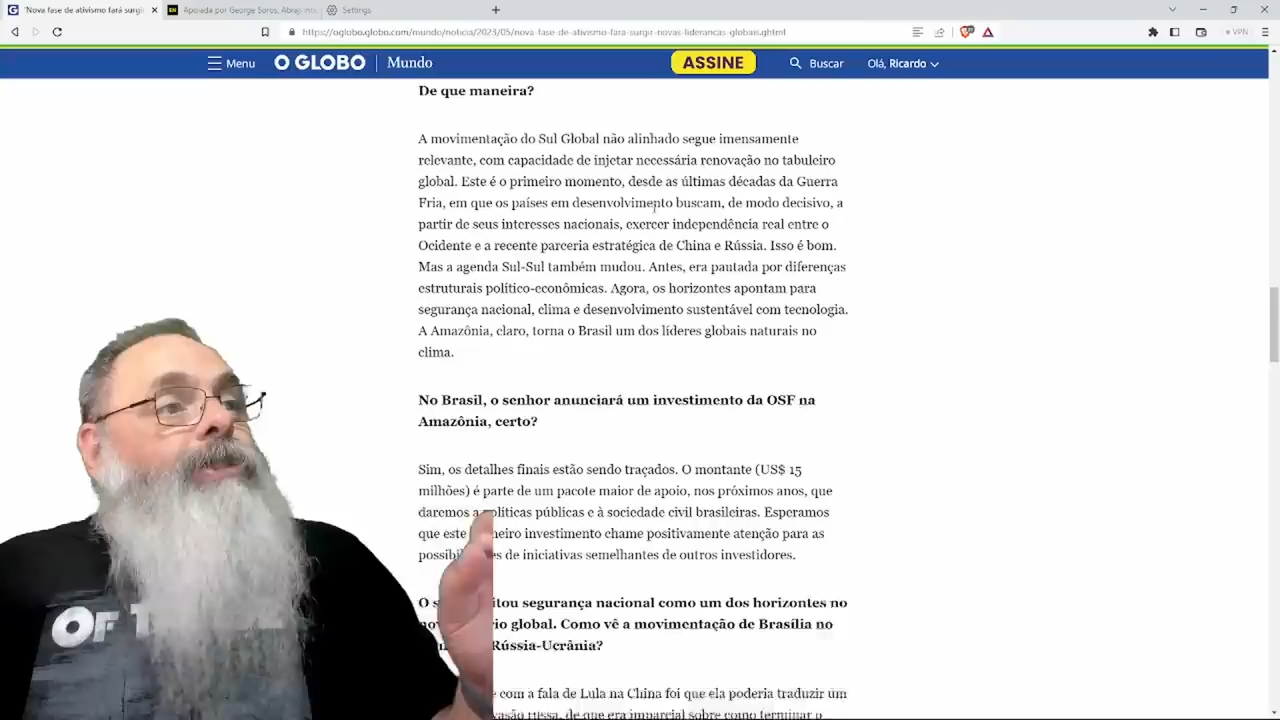 'Nova fase de ativismo fará surgi
Apoiada por George Soros, Abraji
Settings
https://oglobo.globo.com/mundo/noticia/2023/05/nova-fase-de-ativismo-fara-surgir-novas-liderancas-globais.ghtml
VPN
Menu
O GLOBO
Mundo
ASSINE
Buscar
Olá, Ricardo
De que maneira?
A movimentação do Sul Global não alinhado segue imensamente
relevante, com capacidade de injetar necessária renovação no tabuleiro
global. Este é o primeiro momento, desde as últimas décadas da Guerra
Fria, em que os países em desenvolvimento buscam, de modo decisivo, a
partir de seus interesses nacionais, exercer independência real entre o
Ocidente e a recente parceria estratégica de China e Rússia. Isso é bom.
Mas a agenda Sul-Sul também mudou. Antes, era pautada por diferenças
estruturais político-econômicas. Agora, os horizontes apontam para
segurança nacional, clima e desenvolvimento sustentável com tecnologia.
A Amazônia, claro, torna o Brasil um dos líderes globais naturais no
clima.
No Brasil, o senhor anunciará um investimento da OSF na
Amazônia, certo?
Sim, os detalhes finais estão sendo traçados. O montante (US$ 15
milhões) é parte de um pacote maior de apoio, nos próximos anos, que
daremos a políticas públicas e à sociedade civil brasileiras. Esperamos
que este meiro investimento chame positivamente atenção para as
possibil es de iniciativas semelhantes de outros investidores.
O s itou segurança nacional como um dos horizontes no
nov rio global. Como vê a movimentação de Brasília no
Rússia-Ucrânia?
com a fala de Lula na China foi que ela poderia traduzir um
vasão russa, de que era imparcial sobre como terminar o
OF